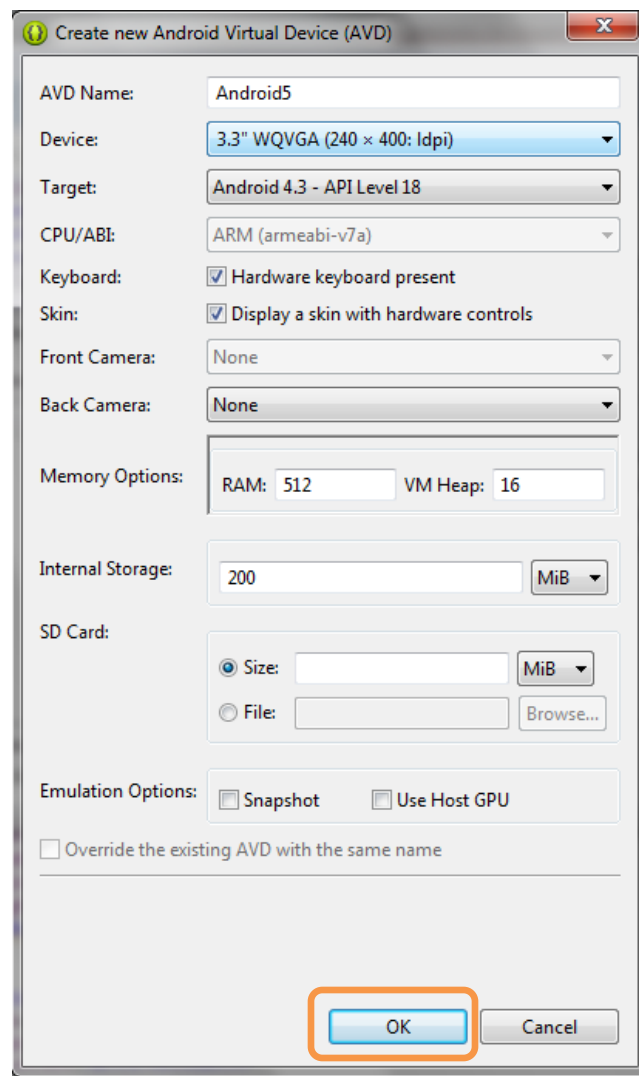 Create new Android Virtual Device (AVD)
AVD Name: Android5
Device: 3.3" WQVGA (240 × 400: ldpi)
Target: Android 4.3 - API Level 18
CPU/ABI: ARM (armeabi-v7a)
Keyboard: Hardware keyboard present
Skin: Display a skin with hardware controls
Front Camera: None
Back Camera: None
Memory Options: RAM: 512 VM Heap: 16
Internal Storage: 200 MiB
SD Card:
Size: MiB
File: Browse...
Emulation Options: Snapshot Use Host GPU
Override the existing AVD with the same name
OK Cancel